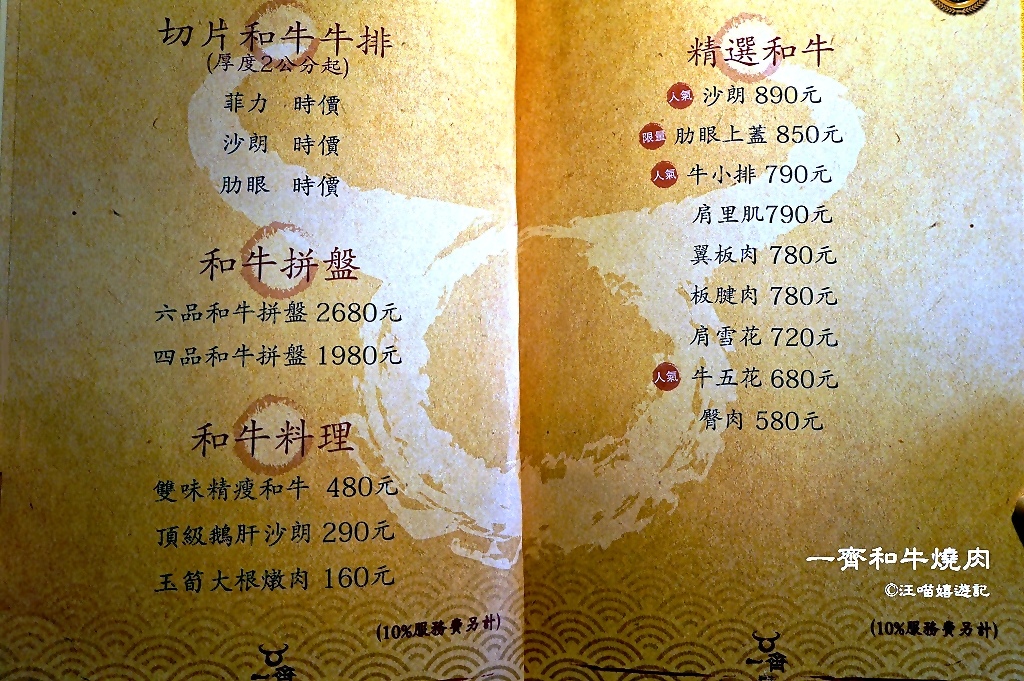 切片和牛牛排
(厚度2公分起)
菲力 時價
沙朗 時價
肋眼 時價
和牛拼盤
六品和牛拼盤 2680元
四品和牛拼盤 1980元
和牛料理
雙味精瘦和牛 480元
頂級鵝肝沙朗 290元
玉筍大根燉肉 160元
(10%服務費另計)
一齊
精選和牛
人氣 沙朗 890元
限量 肋眼上蓋 850元
人氣 牛小排 790元
肩里肌790元
翼板肉 780元
板腱肉 780元
肩雪花 720元
人氣 牛五花 680元
臀肉 580元
一齊和牛燒肉
©汪喵嬉遊記
(10%服務費另計)
一齊